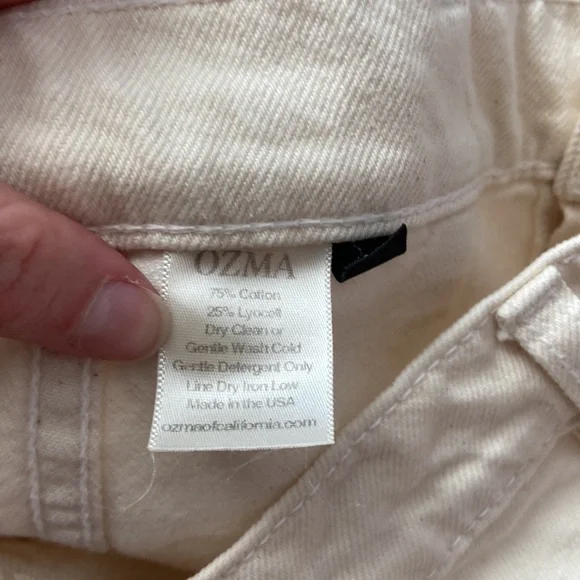 OZMA
75% Cotton
25% Lyocell
Dry Clean or
Gentle Wash Cold
Gentle Detergent Only
Line Dry Iron Low
Made in the USA
ozmaofcalifornia.com